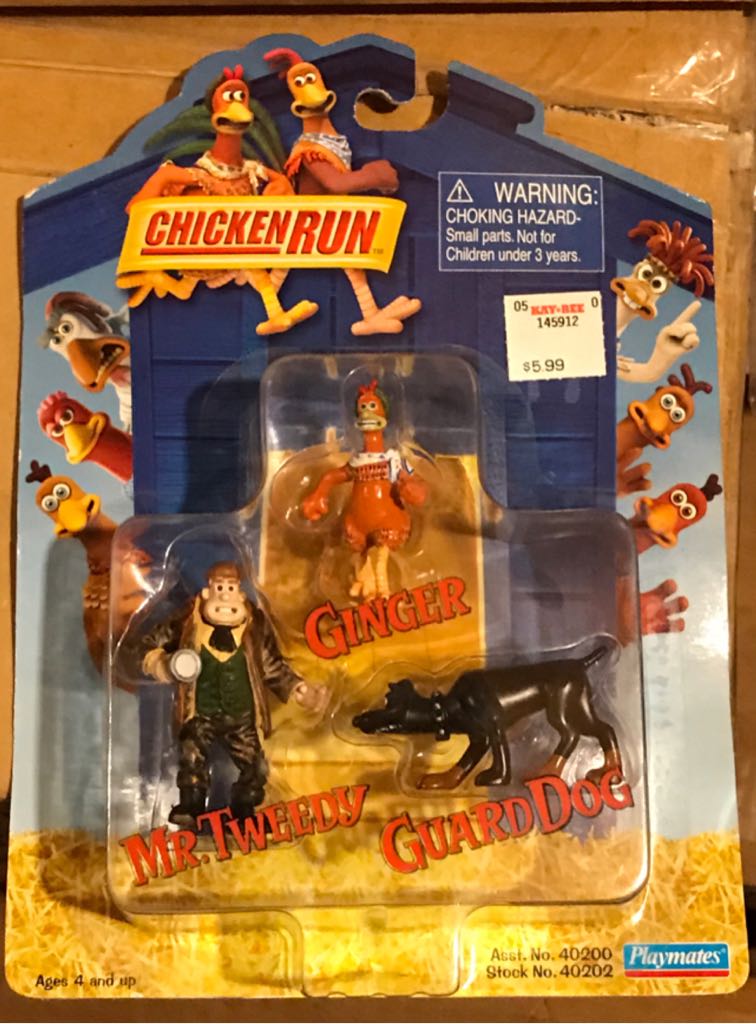 CHICKEN RUN™
⚠ WARNING:
CHOKING HAZARD-
Small parts. Not for
Children under 3 years.
05 KAY·BEE 0
145912
$5.99
GINGER
MR. TWEEDY
GUARD DOG
Ages 4 and up
Asst. No. 40200
Stock No. 40202
Playmates